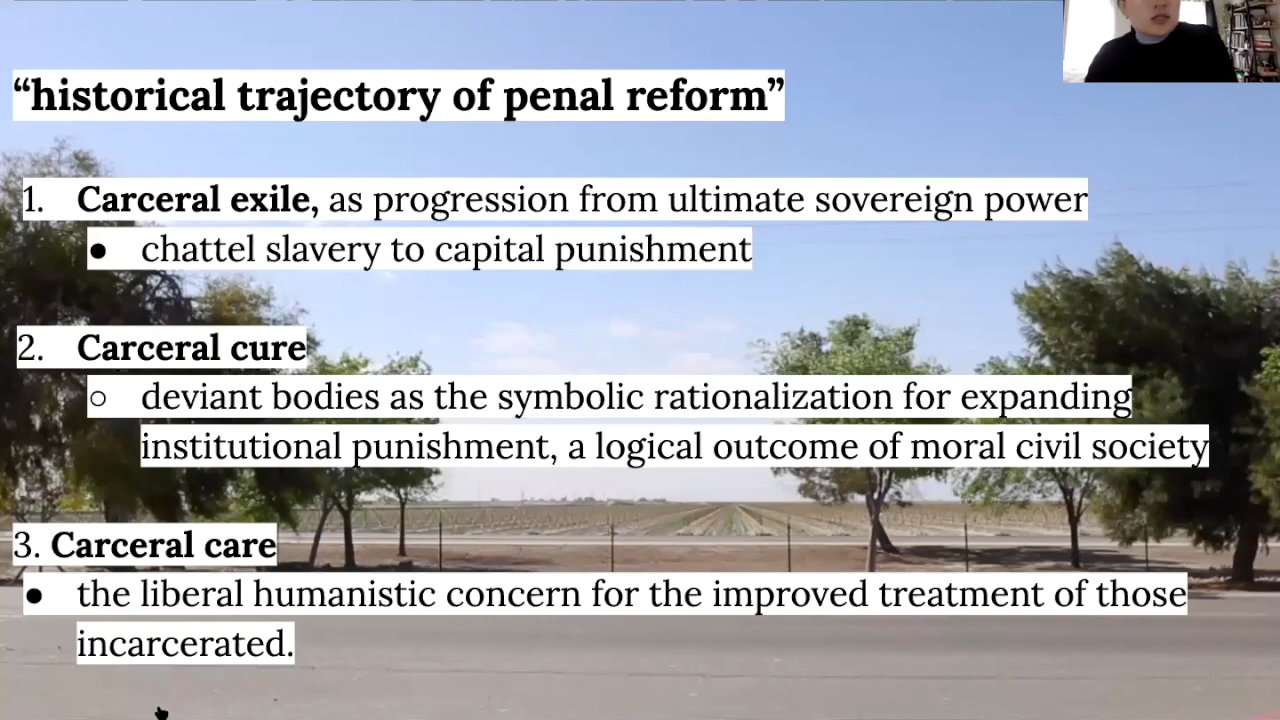 “historical trajectory of penal reform”
1. Carceral exile, as progression from ultimate sovereign power
● chattel slavery to capital punishment
2. Carceral cure
○ deviant bodies as the symbolic rationalization for expanding
institutional punishment, a logical outcome of moral civil society
3. Carceral care
● the liberal humanistic concern for the improved treatment of those
incarcerated.